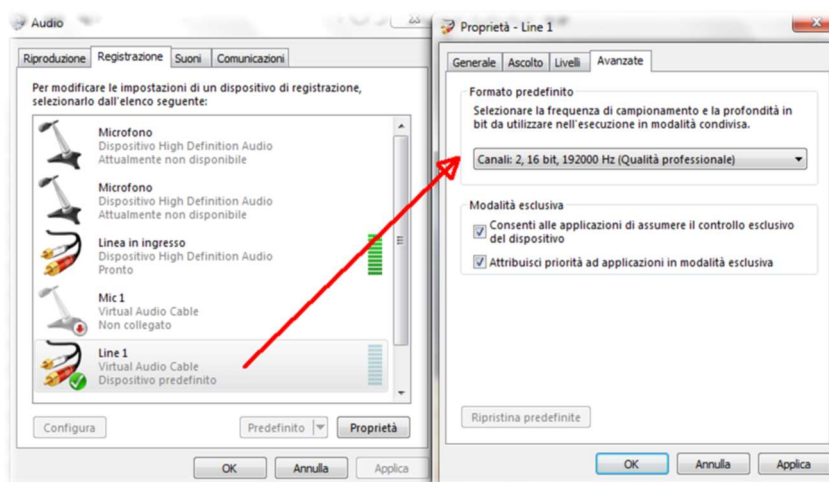 Audio
Riproduzione Registrazione Suoni Comunicazioni
Per modificare le impostazioni di un dispositivo di registrazione,
selezionarlo dall'elenco seguente:
Microfono
Dispositivo High Definition Audio
Attualmente non disponibile
Microfono
Dispositivo High Definition Audio
Attualmente non disponibile
Linea in ingresso
Dispositivo High Definition Audio
Pronto
Mic 1
Virtual Audio Cable
Non collegato
Line 1
Virtual Audio Cable
Dispositivo predefinito
Configura Predefinito Proprietà
OK Annulla Applica
Proprietà - Line 1
Generale Ascolto Livelli Avanzate
Formato predefinito
Selezionare la frequenza di campionamento e la profondità in
bit da utilizzare nell'esecuzione in modalità condivisa.
Canali: 2, 16 bit, 192000 Hz (Qualità professionale)
Modalità esclusiva
Consenti alle applicazioni di assumere il controllo esclusivo
del dispositivo
Attribuisci priorità ad applicazioni in modalità esclusiva
Ripristina predefinite
OK Annulla Applica